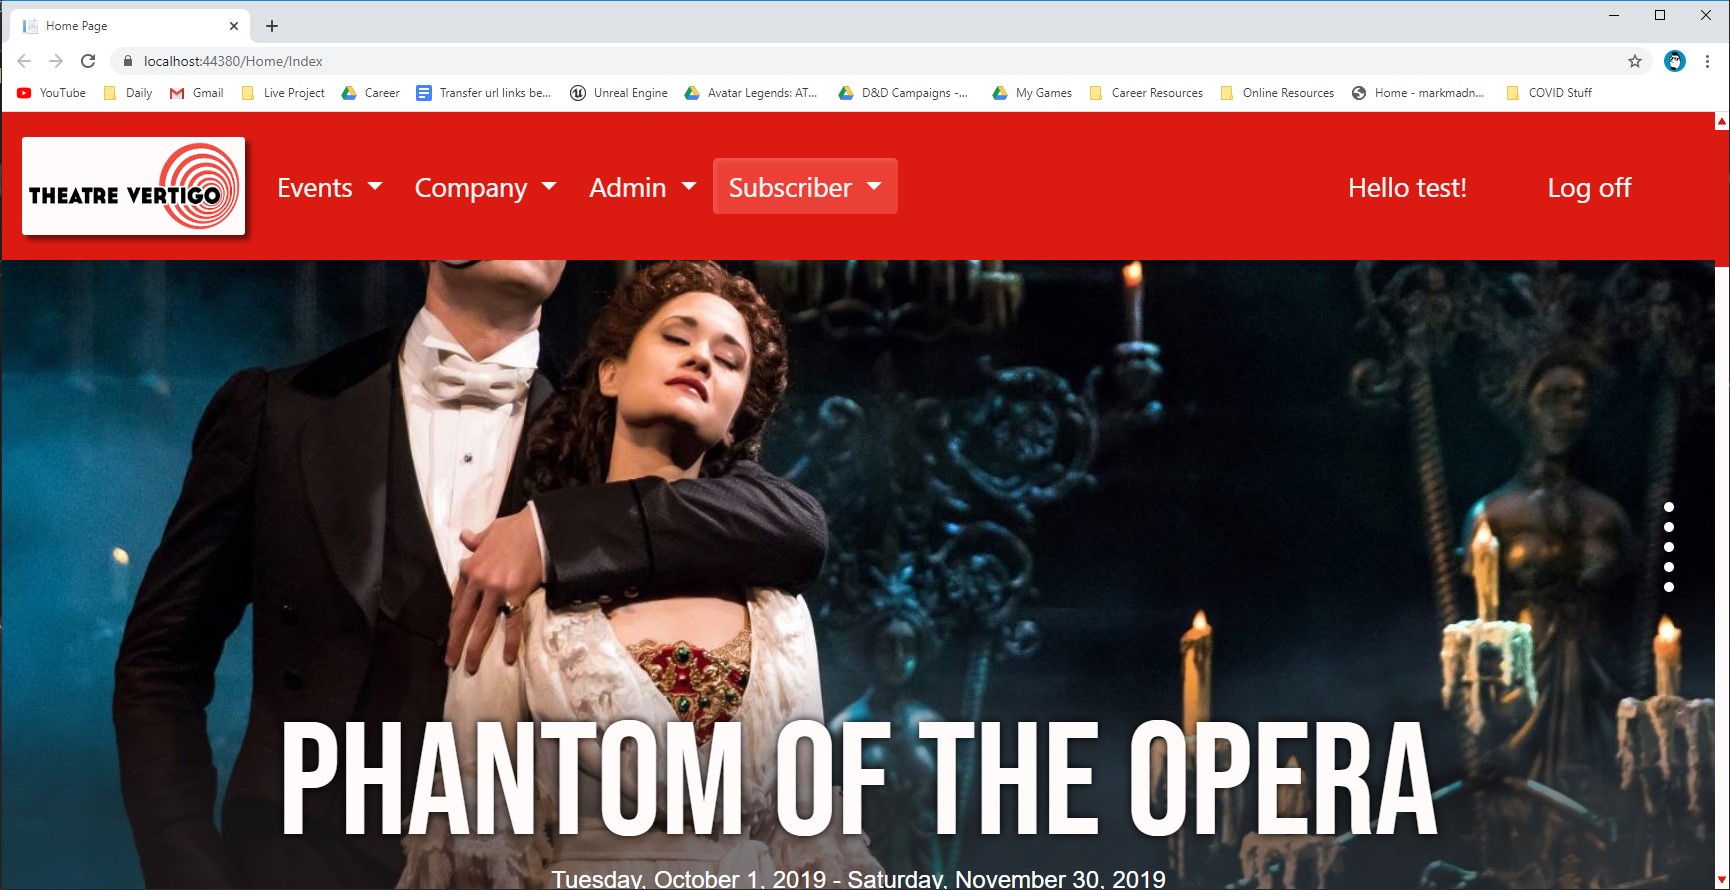 Home Page
localhost:44380/Home/Index
YouTube Daily Gmail Live Project Career Transfer url links be... Unreal Engine Avatar Legends: AT... D&D Campaigns -... My Games Career Resources Online Resources Home - markmadn... COVID Stuff
THEATRE VERTIGO Events Company Admin Subscriber Hello test! Log off
PHANTOM OF THE OPERA
Tuesday, October 1, 2019 - Saturday, November 30, 2019